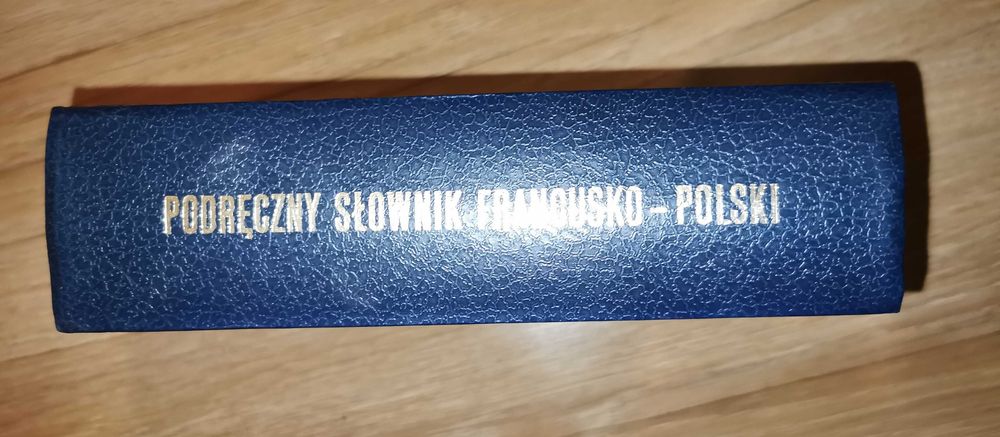 PODRĘCZNY SŁOWNIK FRANCUSKO – POLSKI